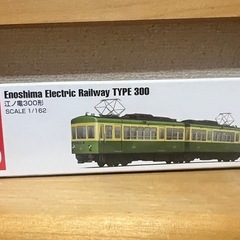 Enoshima Electric Railway TYPE 300
江ノ電300形
SCALE 1/162